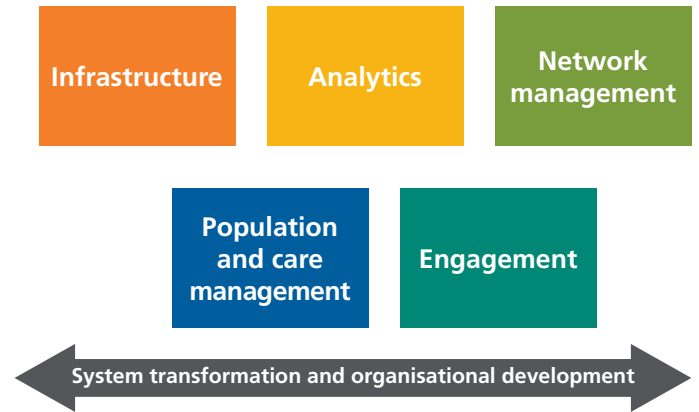 Infrastructure
Analytics
Network
management
Population
and care
management
Engagement
System transformation and organisational development